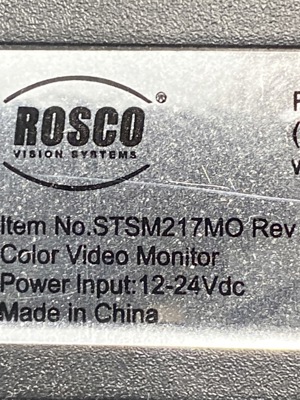 ROSCO ®
VISION SYSTEMS
Item No.STSM217MO Rev
Color Video Monitor
Power Input:12-24Vdc
Made in China